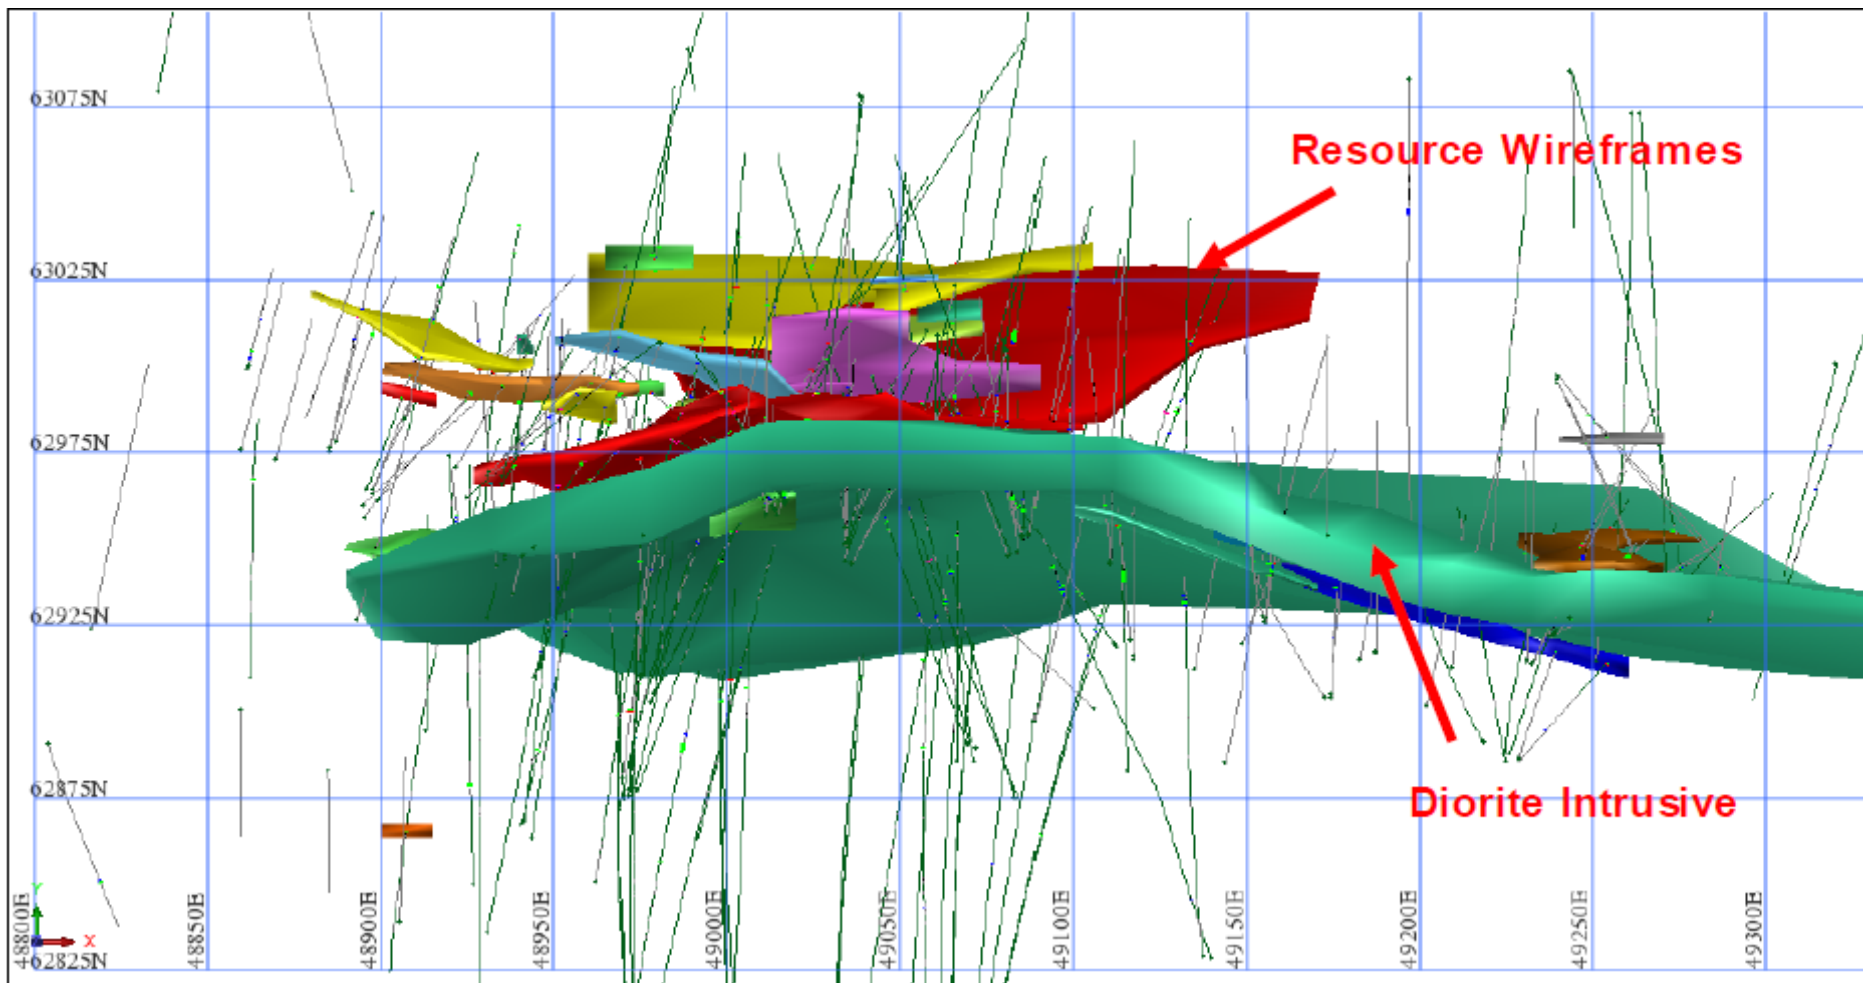 63075N
Resource Wireframes
63025N
62975N
62925N
62875N
Diorite Intrusive
48800E
48850E
48900E
48950E
49000E
49050E
49100E
49150E
49200E
49250E
49300E
Y
X
62825N